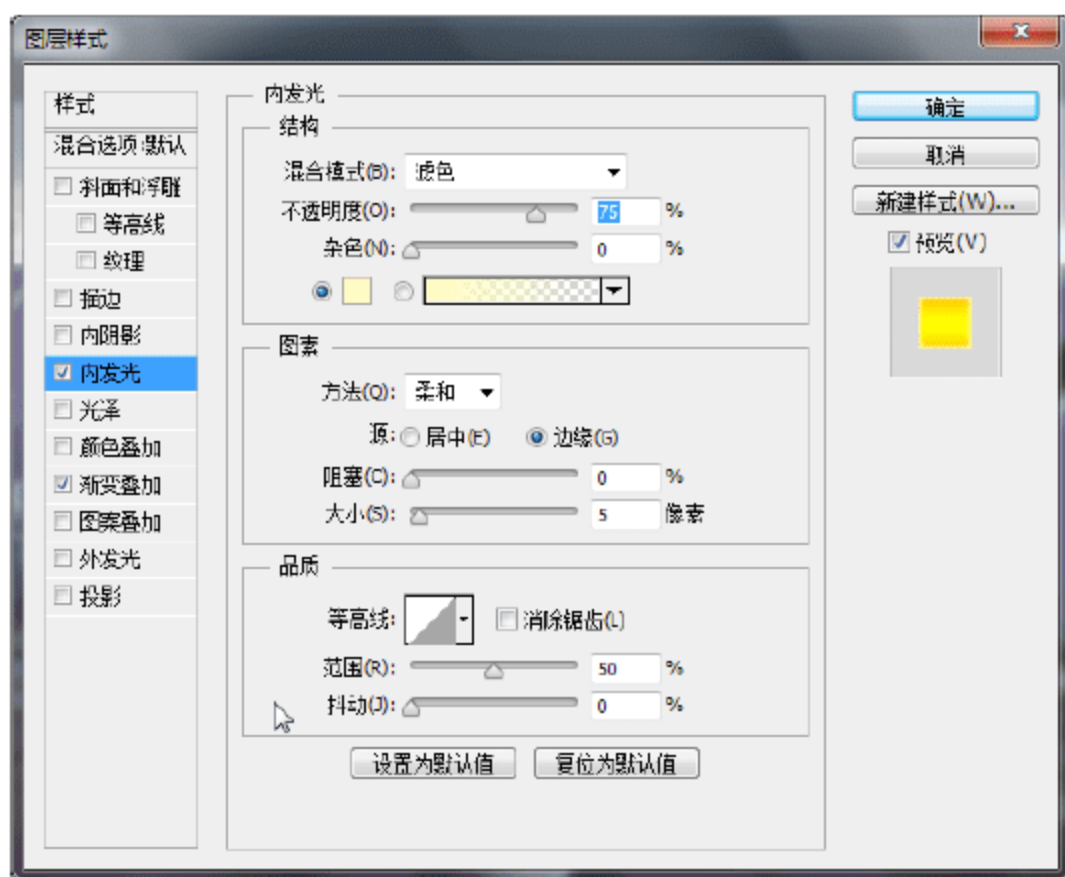 图层样式
样式
混合选项:默认
斜面和浮雕
等高线
纹理
描边
内阴影
内发光
光泽
颜色叠加
渐变叠加
图案叠加
外发光
投影
内发光
结构
混合模式(B): 滤色
不透明度(O): 75 %
杂色(N): 0 %
图素
方法(Q): 柔和
源: 居中(E) 边缘(G)
阻塞(C): 0 %
大小(S): 5 像素
品质
等高线: 消除锯齿(L)
范围(R): 50 %
抖动(J): 0 %
设置为默认值 复位为默认值
确定
取消
新建样式(W)...
预览(V)